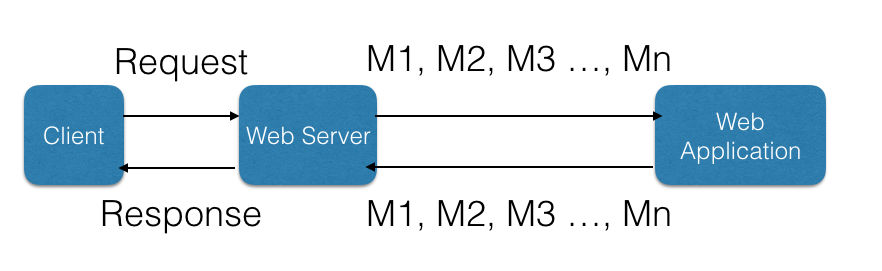 Request
M1, M2, M3 ..., Mn
Client
Web Server
Web
Application
Response
M1, M2, M3 ..., Mn